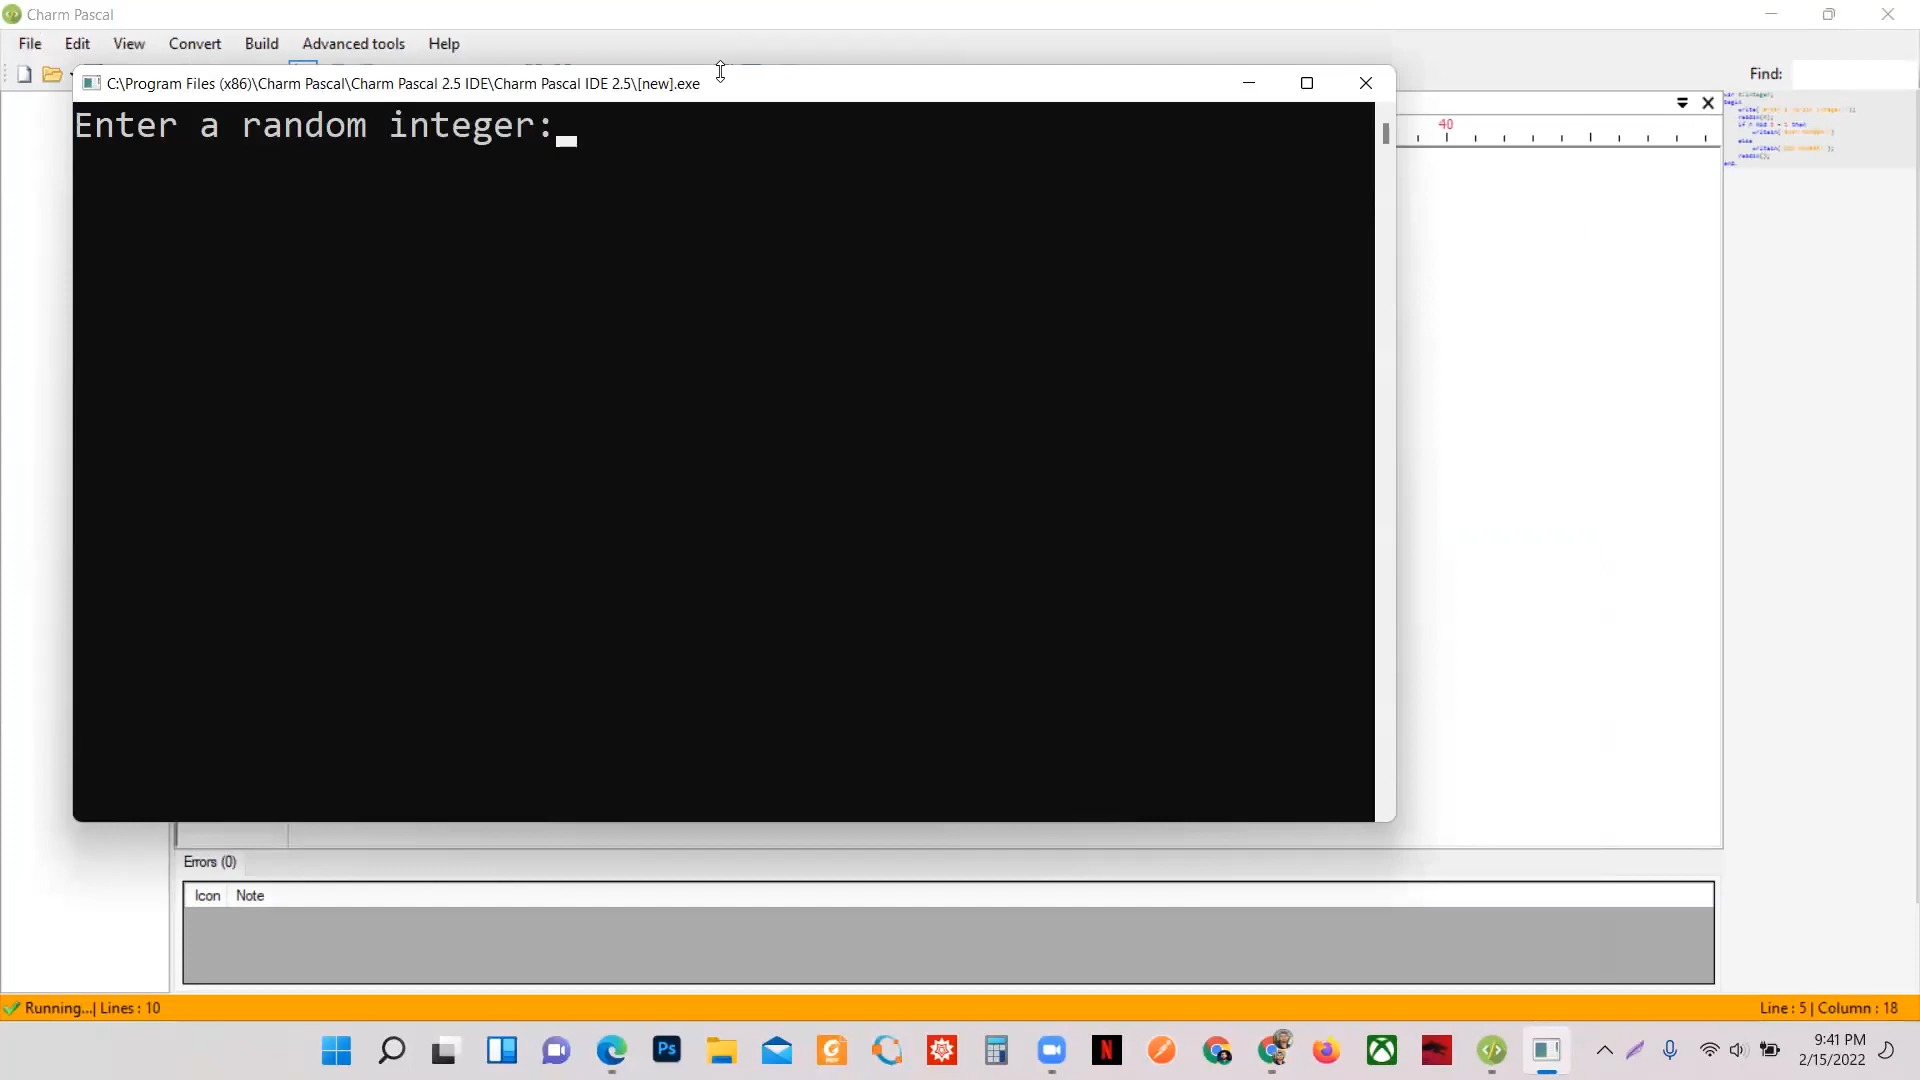 Charm Pascal
File Edit View Convert Build Advanced tools Help
Find:
C:\Program Files (x86)\Charm Pascal\Charm Pascal 2.5 IDE\Charm Pascal IDE 2.5\[new].exe
Enter a random integer:
40
Errors (0)
Icon Note
Running...| Lines : 10
Line : 5 | Column : 18
Ps
N
9:41 PM
2/15/2022